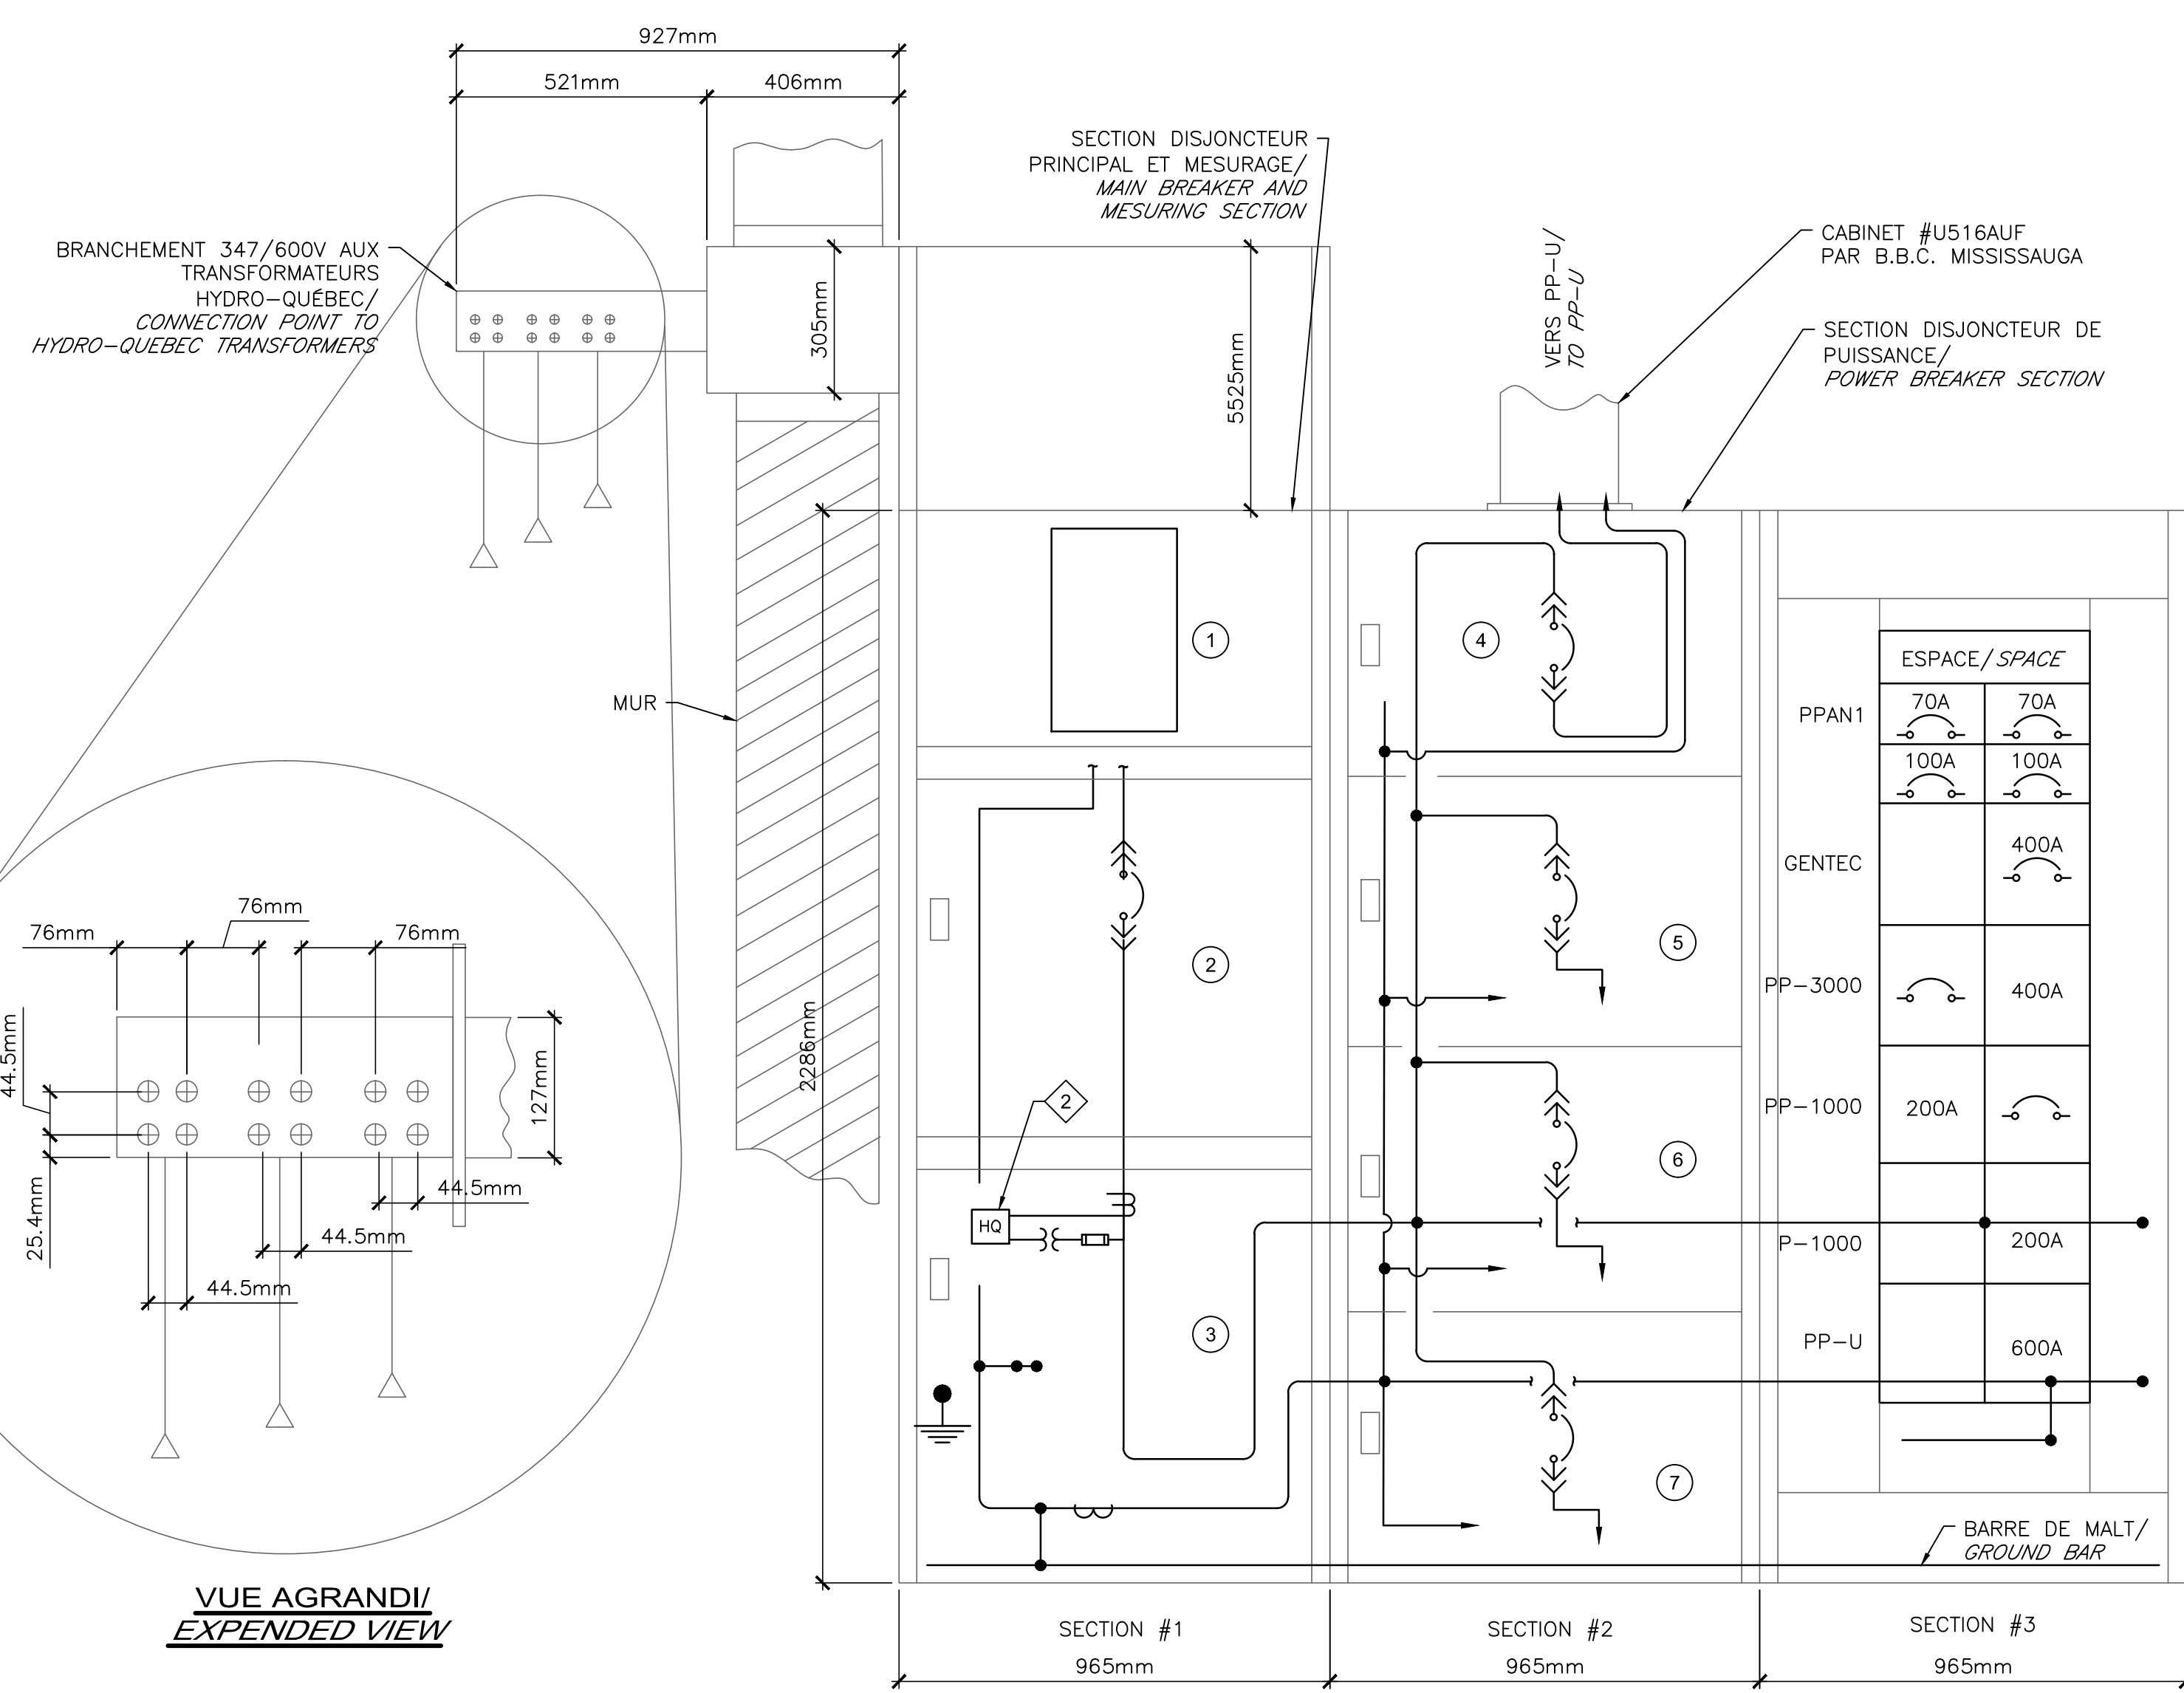 927mm
521mm
406mm
SECTION DISJONCTEUR
PRINCIPAL ET MESURAGE/
MAIN BREAKER AND
MESURING SECTION
BRANCHEMENT 347/600V AUX
TRANSFORMATEURS
HYDRO-QUÉBEC/
CONNECTION POINT TO
HYDRO-QUEBEC TRANSFORMERS
305mm
5525mm
VERS PP-U/
TO PP-U
CABINET #U516AUF
PAR B.B.C. MISSISSAUGA
SECTION DISJONCTEUR DE
PUISSANCE/
POWER BREAKER SECTION
MUR
2286mm
1
2
HQ
2
3
4
5
6
7
ESPACE/SPACE
PPAN1
70A
70A
100A
100A
GENTEC
400A
PP-3000
400A
PP-1000
200A
P-1000
200A
PP-U
600A
BARRE DE MALT/
GROUND BAR
76mm
76mm
76mm
44.5mm
127mm
25.4mm
44.5mm
44.5mm
44.5mm
VUE AGRANDI/
EXPENDED VIEW
SECTION #1
SECTION #2
SECTION #3
965mm
965mm
965mm